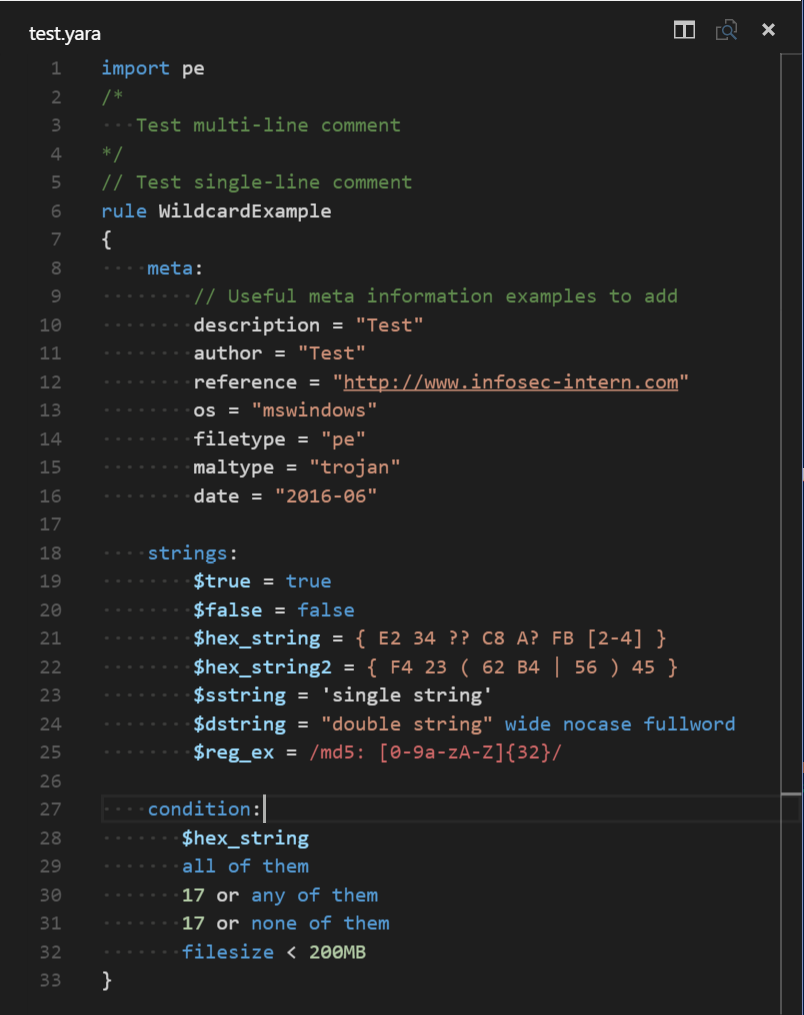 test.yara
1 import pe
2 /*
3    Test multi-line comment
4 */
5 // Test single-line comment
6 rule WildcardExample
7 {
8     meta:
9         // Useful meta information examples to add
10         description = "Test"
11         author = "Test"
12         reference = "http://www.infosec-intern.com"
13         os = "mswindows"
14         filetype = "pe"
15         maltype = "trojan"
16         date = "2016-06"
17
18     strings:
19         $true = true
20         $false = false
21         $hex_string = { E2 34 ?? C8 A? FB [2-4] }
22         $hex_string2 = { F4 23 ( 62 B4 | 56 ) 45 }
23         $sstring = 'single string'
24         $dstring = "double string" wide nocase fullword
25         $reg_ex = /md5: [0-9a-zA-Z]{32}/
26
27     condition:
28        $hex_string
29        all of them
30        17 or any of them
31        17 or none of them
32        filesize < 200MB
33 }